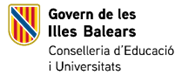 Govern de les
Illes Balears
Conselleria d'Educació
i Universitats